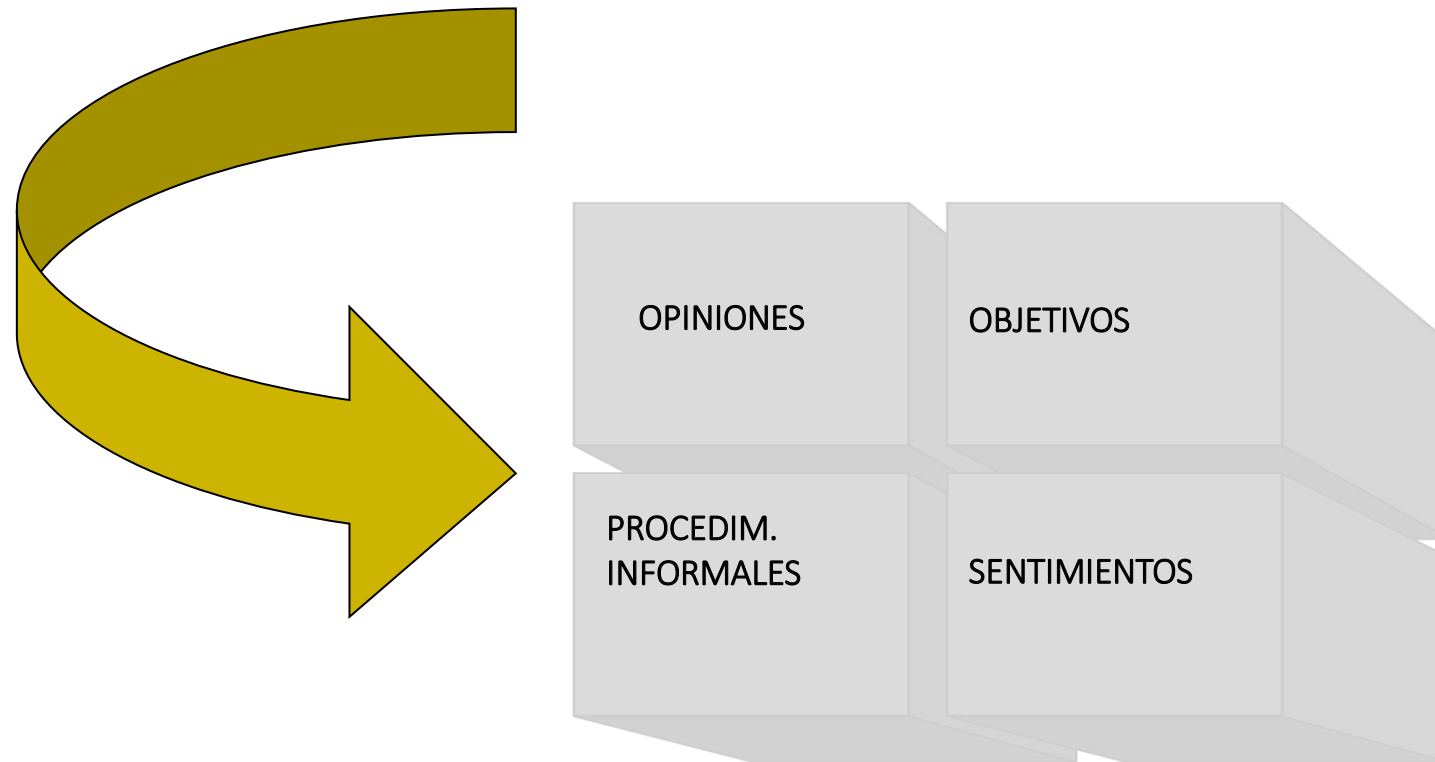 OPINIONES
OBJETIVOS
PROCEDIM.
INFORMALES
SENTIMIENTOS